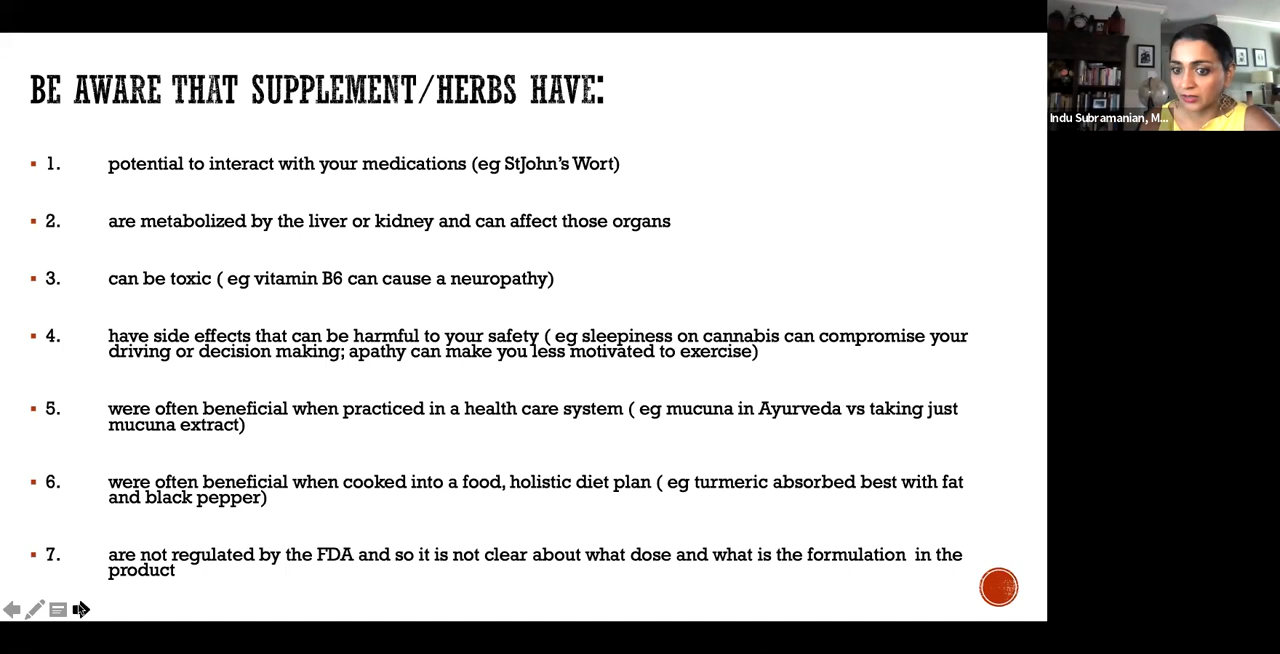 BE AWARE THAT SUPPLEMENT/HERBS HAVE:
Indu Subramanian, M...
1. potential to interact with your medications (eg StJohn's Wort)
2. are metabolized by the liver or kidney and can affect those organs
3. can be toxic ( eg vitamin B6 can cause a neuropathy)
4. have side effects that can be harmful to your safety ( eg sleepiness on cannabis can compromise your
driving or decision making; apathy can make you less motivated to exercise)
5. were often beneficial when practiced in a health care system ( eg mucuna in Ayurveda vs taking just
mucuna extract)
6. were often beneficial when cooked into a food, holistic diet plan ( eg turmeric absorbed best with fat
and black pepper)
7. are not regulated by the FDA and so it is not clear about what dose and what is the formulation in the
product